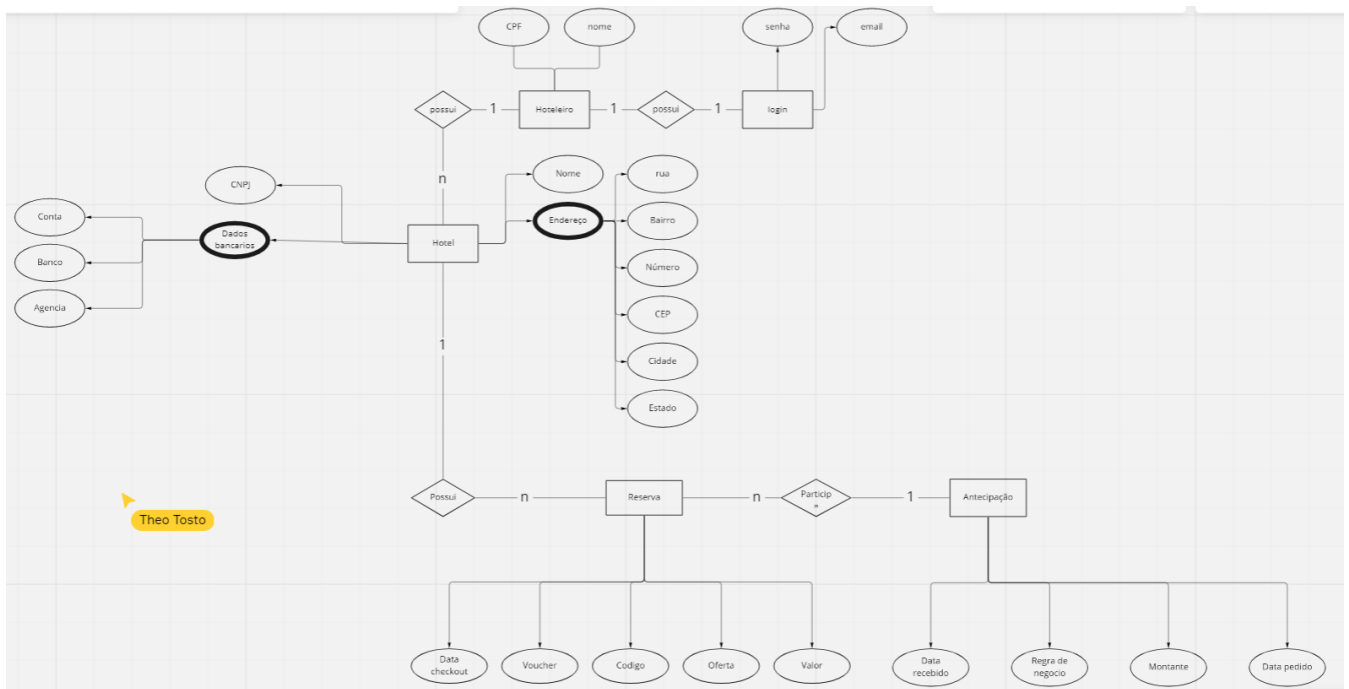 CPF
nome
senha
email
possui
1
Hoteleiro
1
possui
1
login
n
CNPJ
Nome
rua
Conta
Dados
bancarios
Endereço
Bairro
Hotel
Banco
Número
Agencia
CEP
1
Cidade
Estado
Possui
n
Reserva
n
Particip
a
1
Antecipação
Theo Tosto
Data
checkout
Voucher
Codigo
Oferta
Valor
Data
recebido
Regra de
negocio
Montante
Data pedido